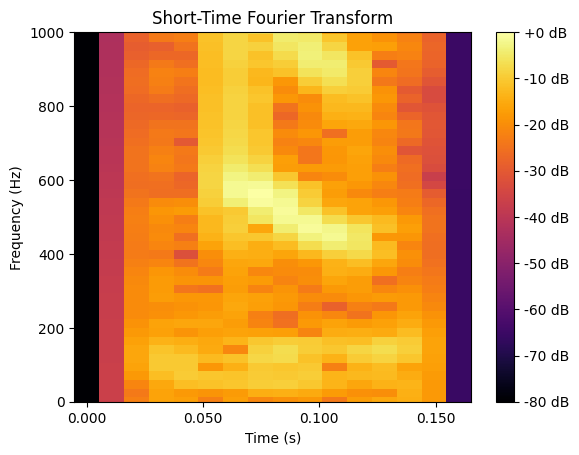 Short-Time Fourier Transform
1000
800
600
400
200
0
Frequency (Hz)
0.000
0.050
0.100
0.150
Time (s)
+0 dB
-10 dB
-20 dB
-30 dB
-40 dB
-50 dB
-60 dB
-70 dB
-80 dB